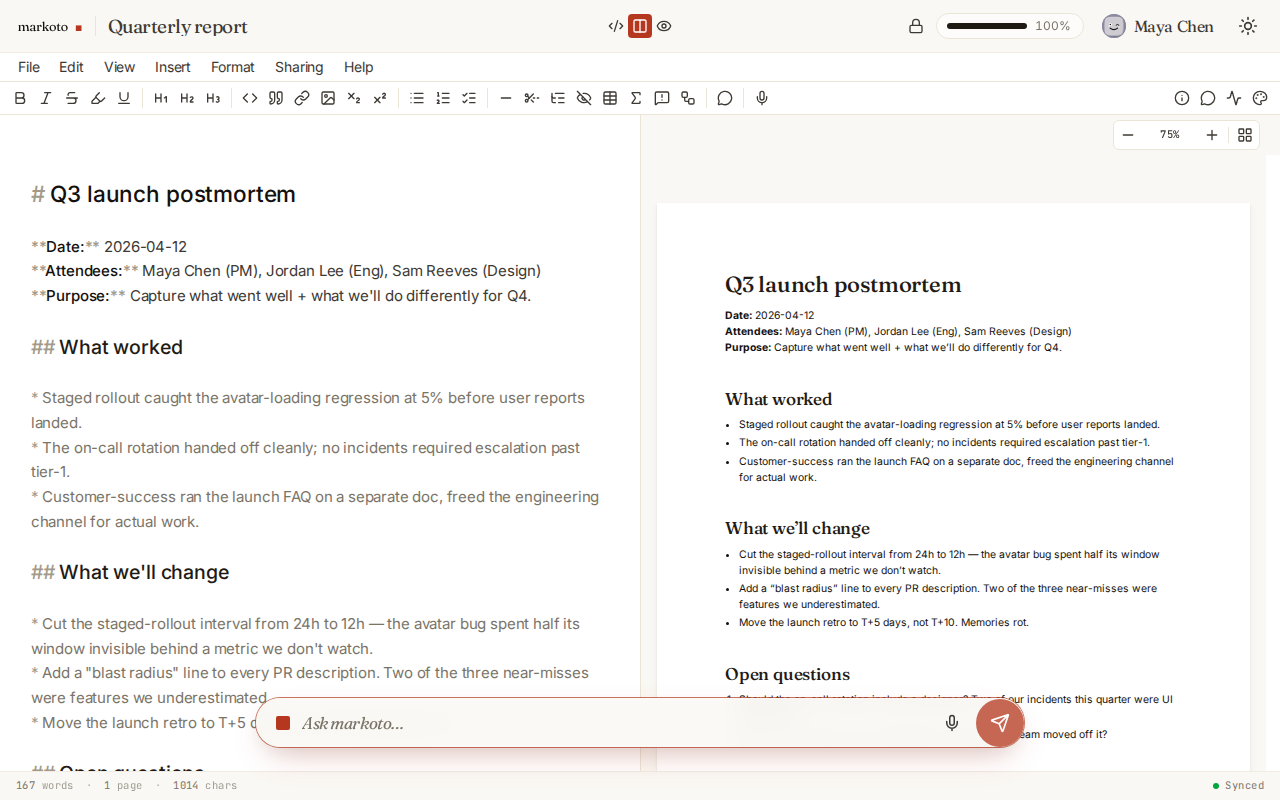 markoto
Quarterly report
100%
Maya Chen
File Edit View Insert Format Sharing Help
H1 H2 H3
75%
# Q3 launch postmortem
**Date:** 2026-04-12
**Attendees:** Maya Chen (PM), Jordan Lee (Eng), Sam Reeves (Design)
**Purpose:** Capture what went well + what we'll do differently for Q4.
## What worked
* Staged rollout caught the avatar-loading regression at 5% before user reports
landed.
* The on-call rotation handed off cleanly; no incidents required escalation past
tier-1.
* Customer-success ran the launch FAQ on a separate doc, freed the engineering
channel for actual work.
## What we'll change
* Cut the staged-rollout interval from 24h to 12h — the avatar bug spent half its
window invisible behind a metric we don't watch.
* Add a "blast radius" line to every PR description. Two of the three near-misses
were features we underestimated.
* Move the launch retro to T+5
## Open questions
Q3 launch postmortem
Date: 2026-04-12
Attendees: Maya Chen (PM), Jordan Lee (Eng), Sam Reeves (Design)
Purpose: Capture what went well + what we'll do differently for Q4.
What worked
• Staged rollout caught the avatar-loading regression at 5% before user reports landed.
• The on-call rotation handed off cleanly; no incidents required escalation past tier-1.
• Customer-success ran the launch FAQ on a separate doc, freed the engineering channel
for actual work.
What we’ll change
• Cut the staged-rollout interval from 24h to 12h — the avatar bug spent half its window
invisible behind a metric we don’t watch.
• Add a “blast radius” line to every PR description. Two of the three near-misses were
features we underestimated.
• Move the launch retro to T+5 days, not T+10. Memories rot.
Open questions
four incidents this quarter were UI
moved off it?
Ask markoto...
167 words · 1 page · 1014 chars
Synced